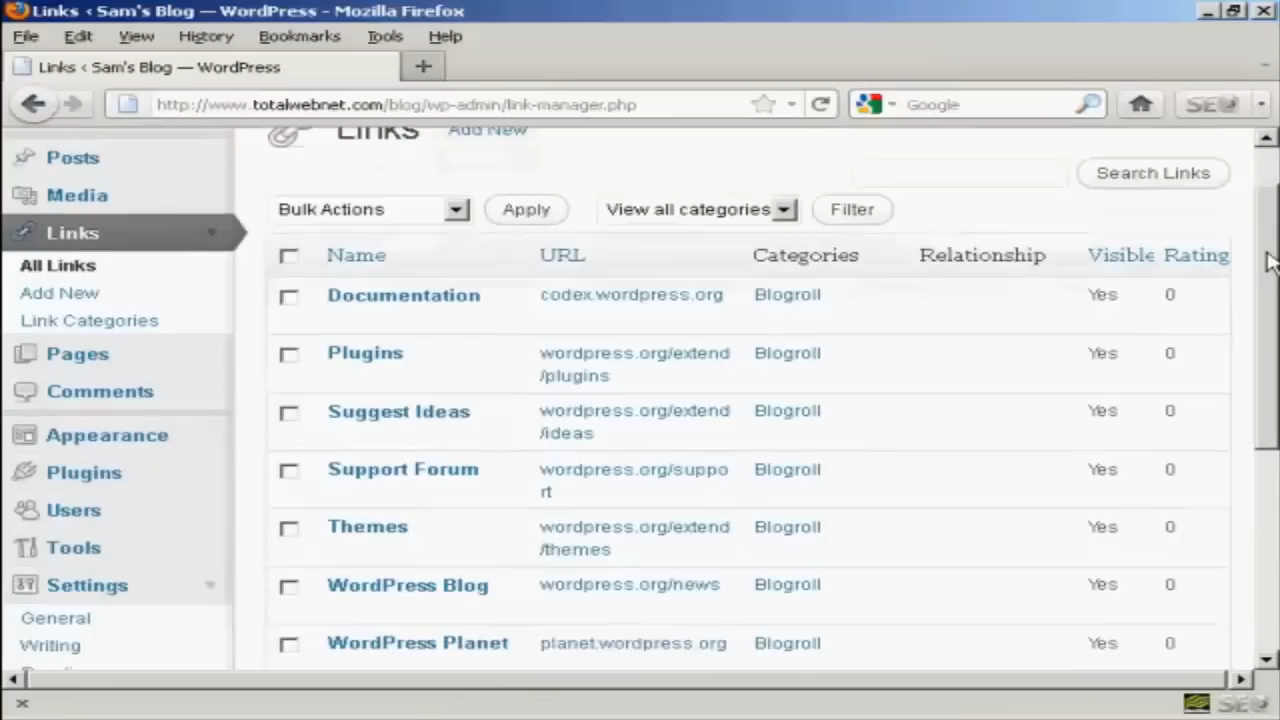 Links ‹ Sam's Blog — WordPress - Mozilla Firefox
File Edit View History Bookmarks Tools Help
Links ‹ Sam's Blog — WordPress
http://www.totalwebnet.com/blog/wp-admin/link-manager.php
Google
SEO
Posts
Media
Links
All Links
Add New
Link Categories
Pages
Comments
Appearance
Plugins
Users
Tools
Settings
General
Writing
Links Add New
Search Links
Bulk Actions Apply View all categories Filter
Name URL Categories Relationship Visible Rating
Documentation codex.wordpress.org Blogroll Yes 0
Plugins wordpress.org/extend Blogroll Yes 0
/plugins
Suggest Ideas wordpress.org/extend Blogroll Yes 0
/ideas
Support Forum wordpress.org/suppo Blogroll Yes 0
rt
Themes wordpress.org/extend Blogroll Yes 0
/themes
WordPress Blog wordpress.org/news Blogroll Yes 0
WordPress Planet planet.wordpress.org Blogroll Yes 0
SEO